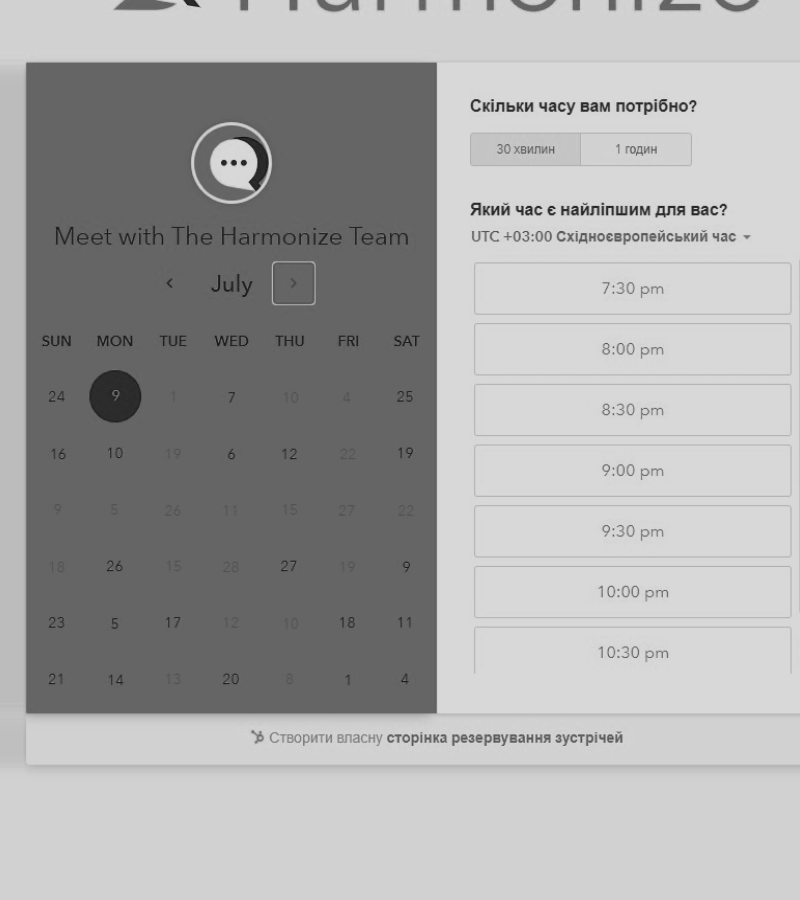 Harmonize
Meet with The Harmonize Team
July
SUN MON TUE WED THU FRI SAT
24 9 1 7 10 4 25
16 10 19 6 12 22 19
9 5 26 11 15 27 22
18 26 15 28 27 19 9
23 5 17 12 10 18 11
21 14 13 20 8 1 4
Скільки часу вам потрібно?
30 хвилин 1 годин
Який час є найліпшим для вас?
UTC +03:00 Східноєвропейський час
7:30 pm
8:00 pm
8:30 pm
9:00 pm
9:30 pm
10:00 pm
10:30 pm
Створити власну сторінка резервування зустрічей